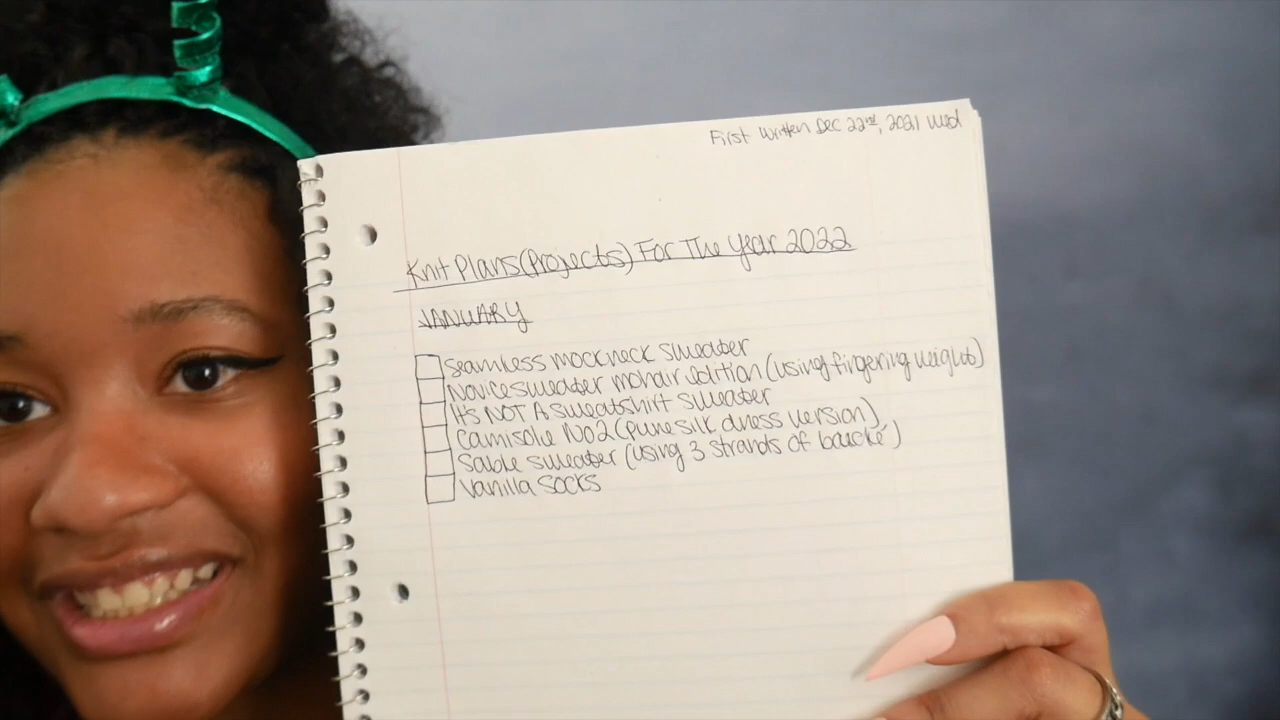 First Written Dec 22nd, 2021 Wed
Knit Plans (Projects) For The Year 2022
JANUARY
Seamless mockneck sweater
Novice sweater mohair edition (using fingering weight)
It's NOT A sweatshirt sweater
Camisole No2 (pure silk dress version)
Sable sweater (using 3 strands of
Vanilla Socks